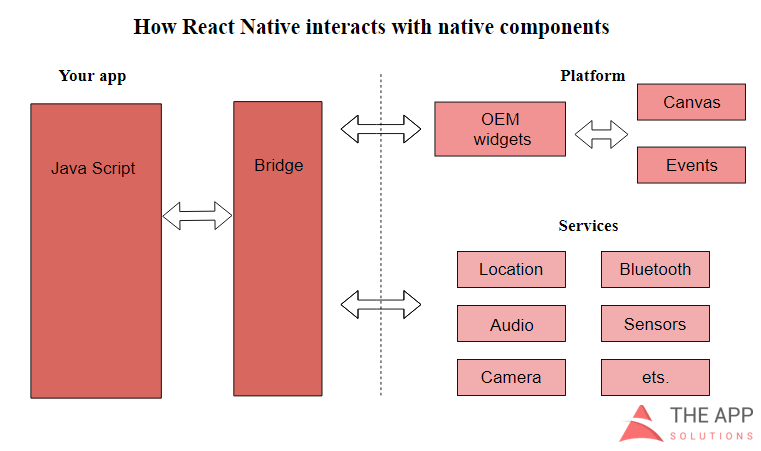 How React Native interacts with native components
Your app
Platform
Java Script
Bridge
OEM
widgets
Canvas
Events
Services
Location
Bluetooth
Audio
Sensors
Camera
ets.
THE APP
SOLUTIONS